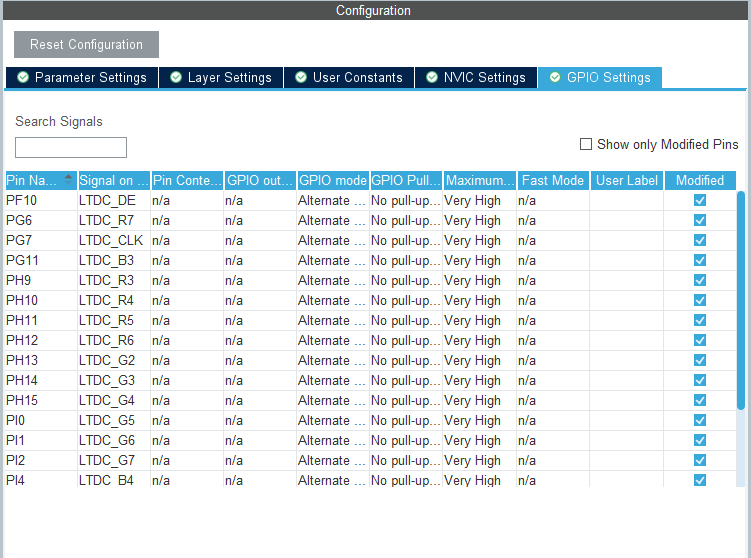 Configuration
Reset Configuration
Parameter Settings Layer Settings User Constants NVIC Settings GPIO Settings
Search Signals
Show only Modified Pins
Pin Na... Signal on ... Pin Conte... GPIO out... GPIO mode GPIO Pull... Maximum... Fast Mode User Label Modified
PF10 LTDC_DE n/a n/a Alternate ... No pull-up... Very High n/a
PG6 LTDC_R7 n/a n/a Alternate ... No pull-up... Very High n/a
PG7 LTDC_CLK n/a n/a Alternate ... No pull-up... Very High n/a
PG11 LTDC_B3 n/a n/a Alternate ... No pull-up... Very High n/a
PH9 LTDC_R3 n/a n/a Alternate ... No pull-up... Very High n/a
PH10 LTDC_R4 n/a n/a Alternate ... No pull-up... Very High n/a
PH11 LTDC_R5 n/a n/a Alternate ... No pull-up... Very High n/a
PH12 LTDC_R6 n/a n/a Alternate ... No pull-up... Very High n/a
PH13 LTDC_G2 n/a n/a Alternate ... No pull-up... Very High n/a
PH14 LTDC_G3 n/a n/a Alternate ... No pull-up... Very High n/a
PH15 LTDC_G4 n/a n/a Alternate ... No pull-up... Very High n/a
PI0 LTDC_G5 n/a n/a Alternate ... No pull-up... Very High n/a
PI1 LTDC_G6 n/a n/a Alternate ... No pull-up... Very High n/a
PI2 LTDC_G7 n/a n/a Alternate ... No pull-up... Very High n/a
PI4 LTDC_B4 n/a n/a Alternate ... No pull-up... Very High n/a